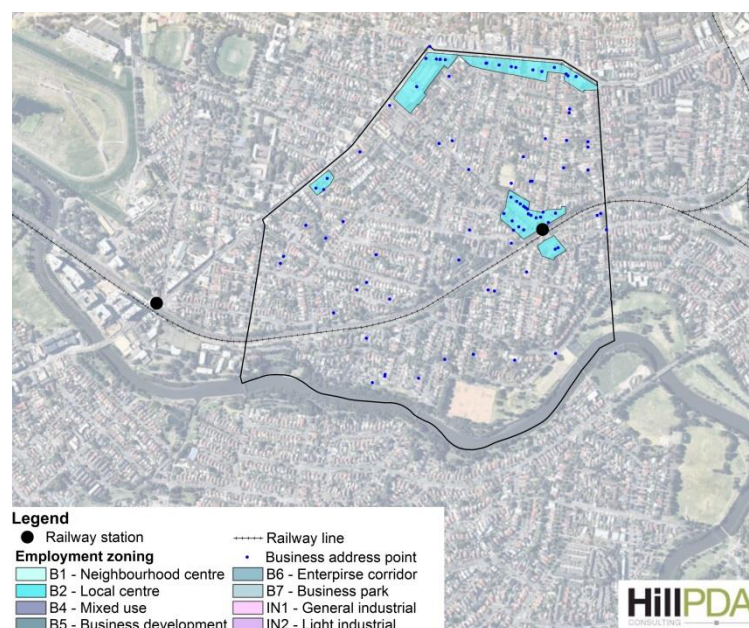 Legend
Railway station
Railway line
Employment zoning
Business address point
B1 - Neighbourhood centre
B6 - Enterpirse corridor
B2 - Local centre
B7 - Business park
B4 - Mixed use
IN1 - General industrial
B5 - Business development
IN2 - Light industrial
HillPDA
CONSULTING